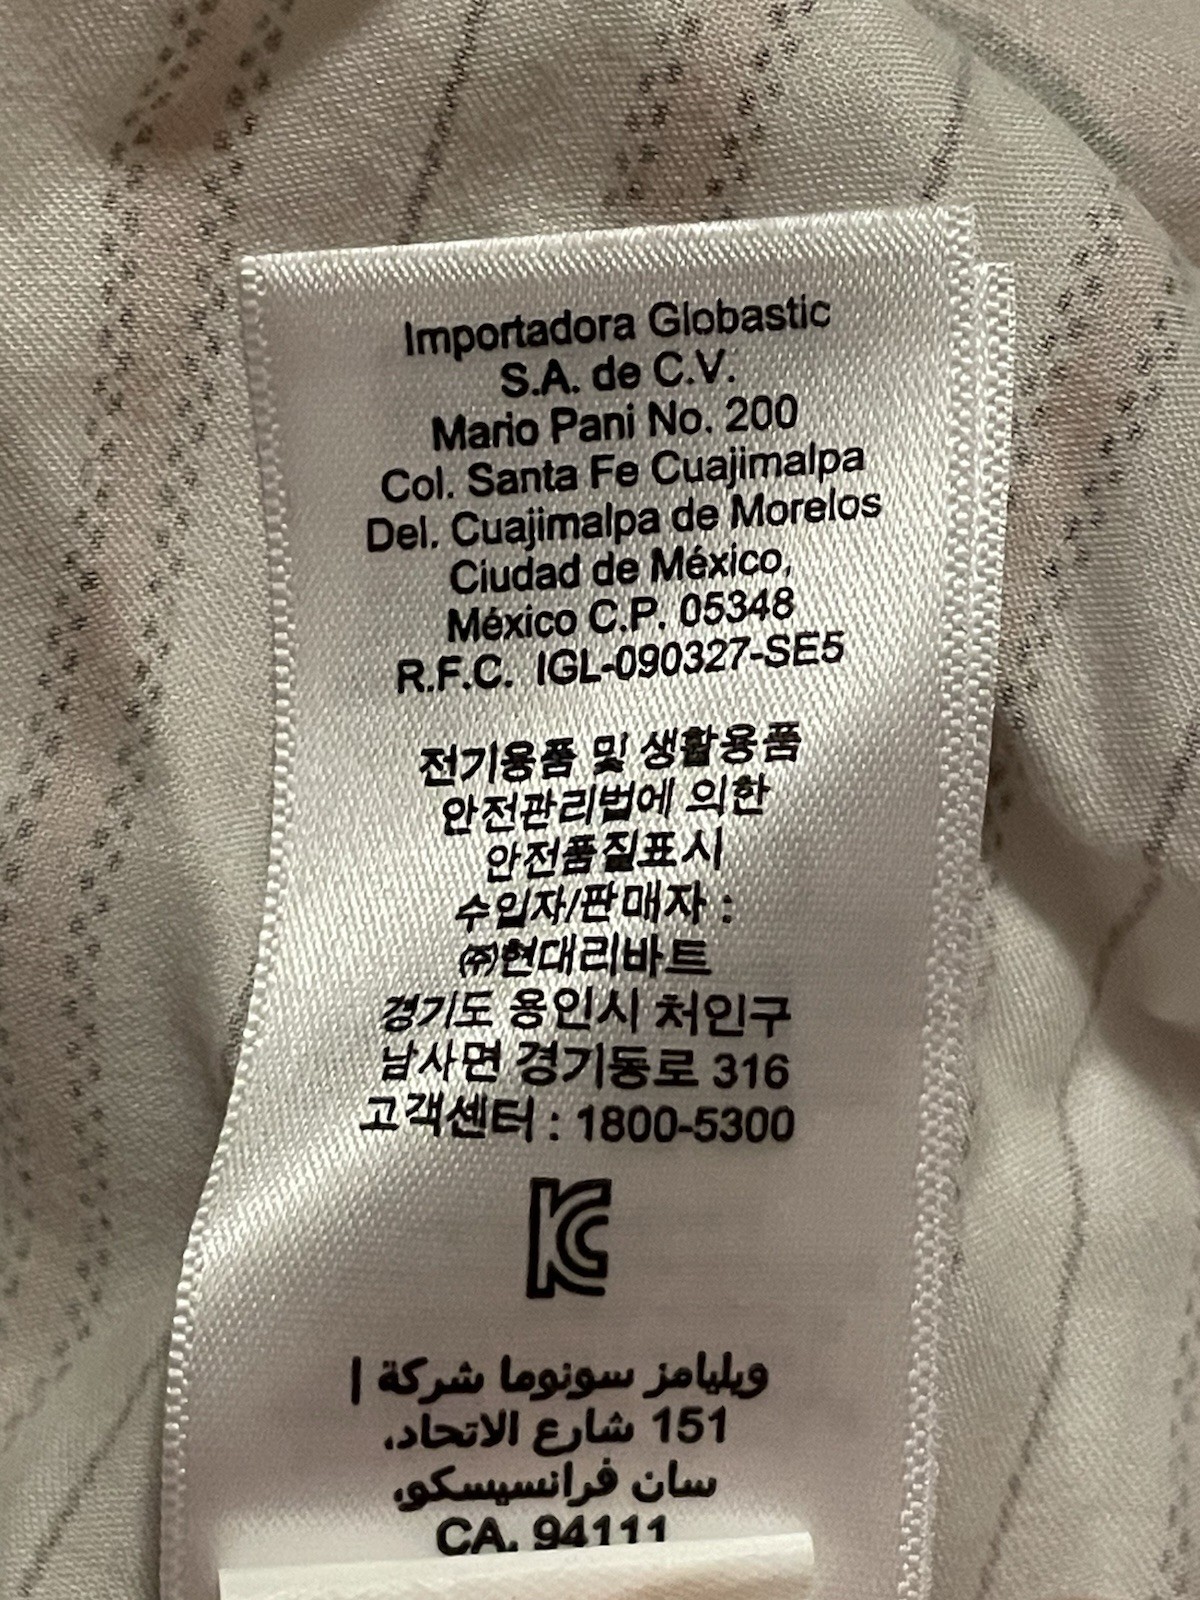 Importadora Globastic
S.A. de C.V.
Mario Pani No. 200
Col. Santa Fe Cuajimalpa
Del. Cuajimalpa de Morelos
Ciudad de México,
México C.P. 05348
R.F.C. IGL-090327-SE5
전기용품 및 생활용품
안전관리법에 의한
안전품질표시
수입자/판매자 :
㈜현대리바트
경기도 용인시 처인구
남사면 경기동로 316
고객센터 : 1800-5300
KC
ويليامز سونوما شركة |
151 شارع الاتحاد،
سان فرانسيسكو،
CA. 94111